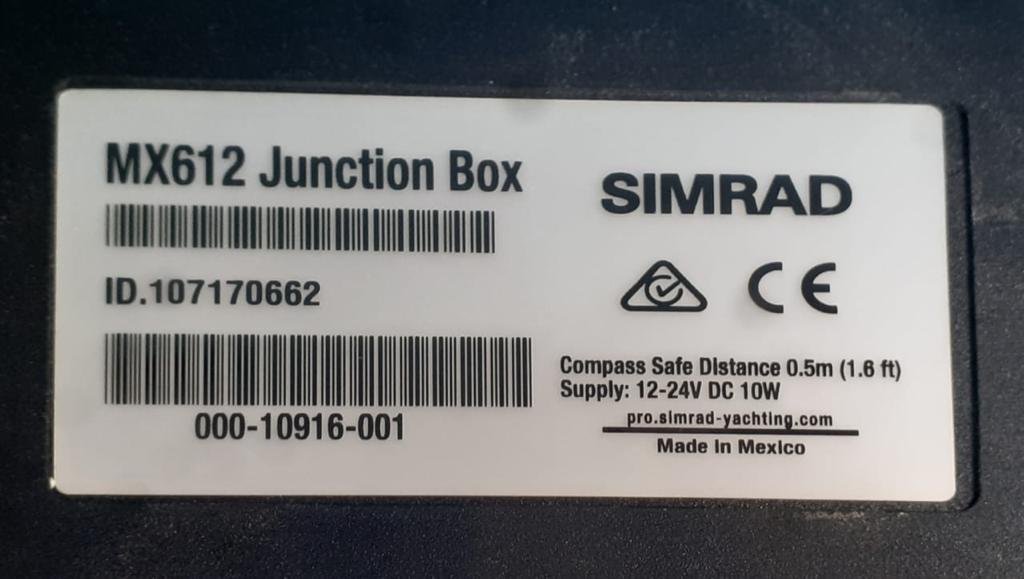 MX612 Junction Box
ID.107170662
000-10916-001
SIMRAD
CE
Compass Safe Distance 0.5m (1.6 ft)
Supply: 12-24V DC 10W
pro.simrad-yachting.com
Made In Mexico